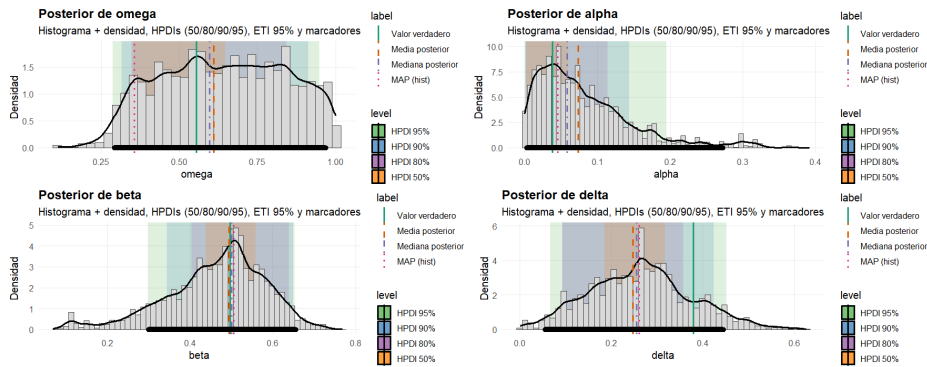 Posterior de omega
Histograma + densidad, HPDIs (50/80/90/95), ETI 95% y marcadores
Densidad
1.5
1.0
0.5
0.0
0.25
0.50
0.75
1.00
omega
label
Valor verdadero
Media posterior
Mediana posterior
MAP (hist)
level
HPDI 95%
HPDI 90%
HPDI 80%
HPDI 50%
Posterior de alpha
Histograma + densidad, HPDIs (50/80/90/95), ETI 95% y marcadores
Densidad
10.0
7.5
5.0
2.5
0.0
0.0
0.1
0.2
0.3
0.4
alpha
label
Valor verdadero
Media posterior
Mediana posterior
MAP (hist)
level
HPDI 95%
HPDI 90%
HPDI 80%
HPDI 50%
Posterior de beta
Histograma + densidad, HPDIs (50/80/90/95), ETI 95% y marcadores
Densidad
5
4
3
2
1
0
0.2
0.4
0.6
0.8
beta
label
Valor verdadero
Media posterior
Mediana posterior
MAP (hist)
level
HPDI 95%
HPDI 90%
HPDI 80%
HPDI 50%
Posterior de delta
Histograma + densidad, HPDIs (50/80/90/95), ETI 95% y marcadores
Densidad
6
4
2
0
0.0
0.2
0.4
0.6
delta
label
Valor verdadero
Media posterior
Mediana posterior
MAP (hist)
level
HPDI 95%
HPDI 90%
HPDI 80%
HPDI 50%